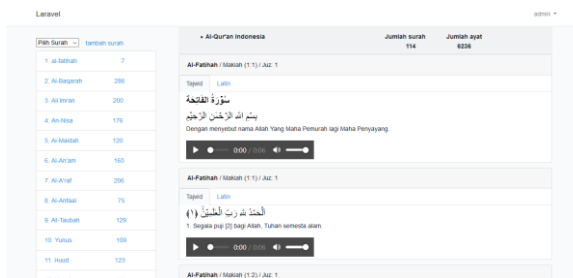 Laravel
admin
Pilih Surah
tambah surah
1. al-fatihah 7
2. Al-Baqarah 286
3. Ali Imran 200
4. An-Nisa 176
5. Al-Maidah 120
6. Al-An'am 165
7. Al-A'raf 206
8. Al-Anfaal 75
9. At-Taubah 129
10. Yunus 109
11. Huud 123
+ Al-Qur'an Indonesia
Jumlah surah
114
Jumlah ayat
6236
Al-Fatihah / Makiah (1:1) / Juz: 1
Tajwid Latin
سُوْرَةُ الفَاتِحَة
بِسْمِ اللهِ الرَّحْمٰنِ الرَّحِيْمِ
Dengan menyebut nama Allah Yang Maha Pemurah lagi Maha Penyayang.
0:00 / 0:06
Al-Fatihah / Makiah (1:1) / Juz: 1
Tajwid Latin
اَلْحَمْدُ لِلهِ رَبِّ الْعٰلَمِيْنَ (١)
1. Segala puji [2] bagi Allah, Tuhan semesta alam.
0:00 / 0:06
Al-Fatihah / Makiah (1:2) / Juz: 1